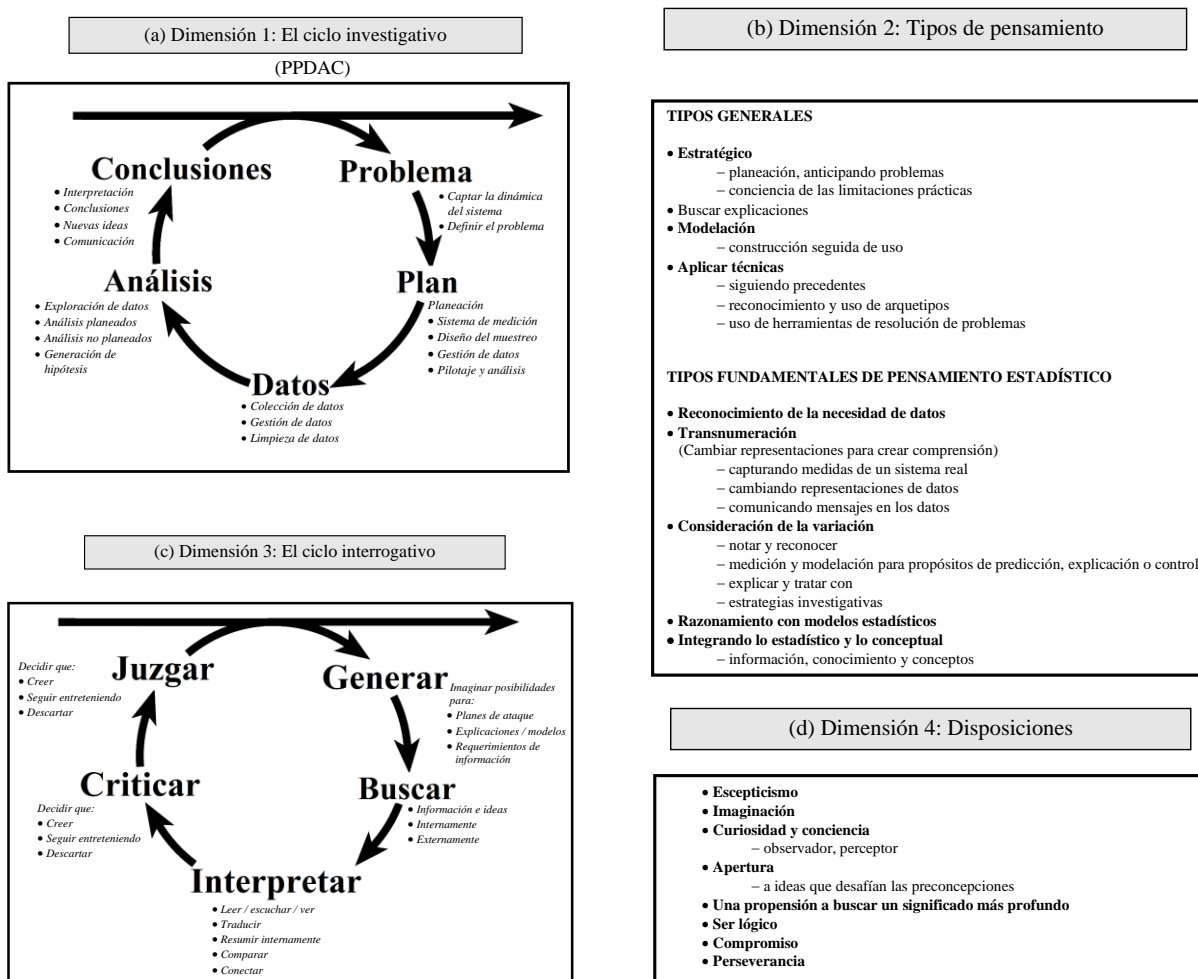 (a) Dimensión 1: El ciclo investigativo
(PPDAC)
Conclusiones
• Interpretación
• Conclusiones
• Nuevas ideas
• Comunicación
Problema
• Captar la dinámica
del sistema
• Definir el problema
Análisis
• Exploración de datos
• Análisis planeados
• Análisis no planeados
• Generación de
hipótesis
Plan
Planeación
• Sistema de medición
• Diseño del muestreo
• Gestión de datos
• Pilotaje y análisis
Datos
• Colección de datos
• Gestión de datos
• Limpieza de datos
(b) Dimensión 2: Tipos de pensamiento
TIPOS GENERALES
• Estratégico
– planeación, anticipando problemas
– conciencia de las limitaciones prácticas
• Buscar explicaciones
• Modelación
– construcción seguida de uso
• Aplicar técnicas
– siguiendo precedentes
– reconocimiento y uso de arquetipos
– uso de herramientas de resolución de problemas
TIPOS FUNDAMENTALES DE PENSAMIENTO ESTADÍSTICO
• Reconocimiento de la necesidad de datos
• Transnumeración
(Cambiar representaciones para crear comprensión)
– capturando medidas de un sistema real
– cambiando representaciones de datos
– comunicando mensajes en los datos
• Consideración de la variación
– notar y reconocer
– medición y modelación para propósitos de predicción, explicación o control
– explicar y tratar con
– estrategias investigativas
• Razonamiento con modelos estadísticos
• Integrando lo estadístico y lo conceptual
– información, conocimiento y conceptos
(c) Dimensión 3: El ciclo interrogativo
Juzgar
Decidir que:
• Creer
• Seguir entreteniendo
• Descartar
Generar
Imaginar posibilidades
para:
• Planes de ataque
• Explicaciones / modelos
• Requerimientos de
información
Criticar
Decidir que:
• Creer
• Seguir entreteniendo
• Descartar
Buscar
• Información e ideas
• Internamente
• Externamente
Interpretar
• Leer / escuchar / ver
• Traducir
• Resumir internamente
• Comparar
• Conectar
(d) Dimensión 4: Disposiciones
• Escepticismo
• Imaginación
• Curiosidad y conciencia
– observador, perceptor
• Apertura
– a ideas que desafían las preconcepciones
• Una propensión a buscar un significado más profundo
• Ser lógico
• Compromiso
• Perseverancia